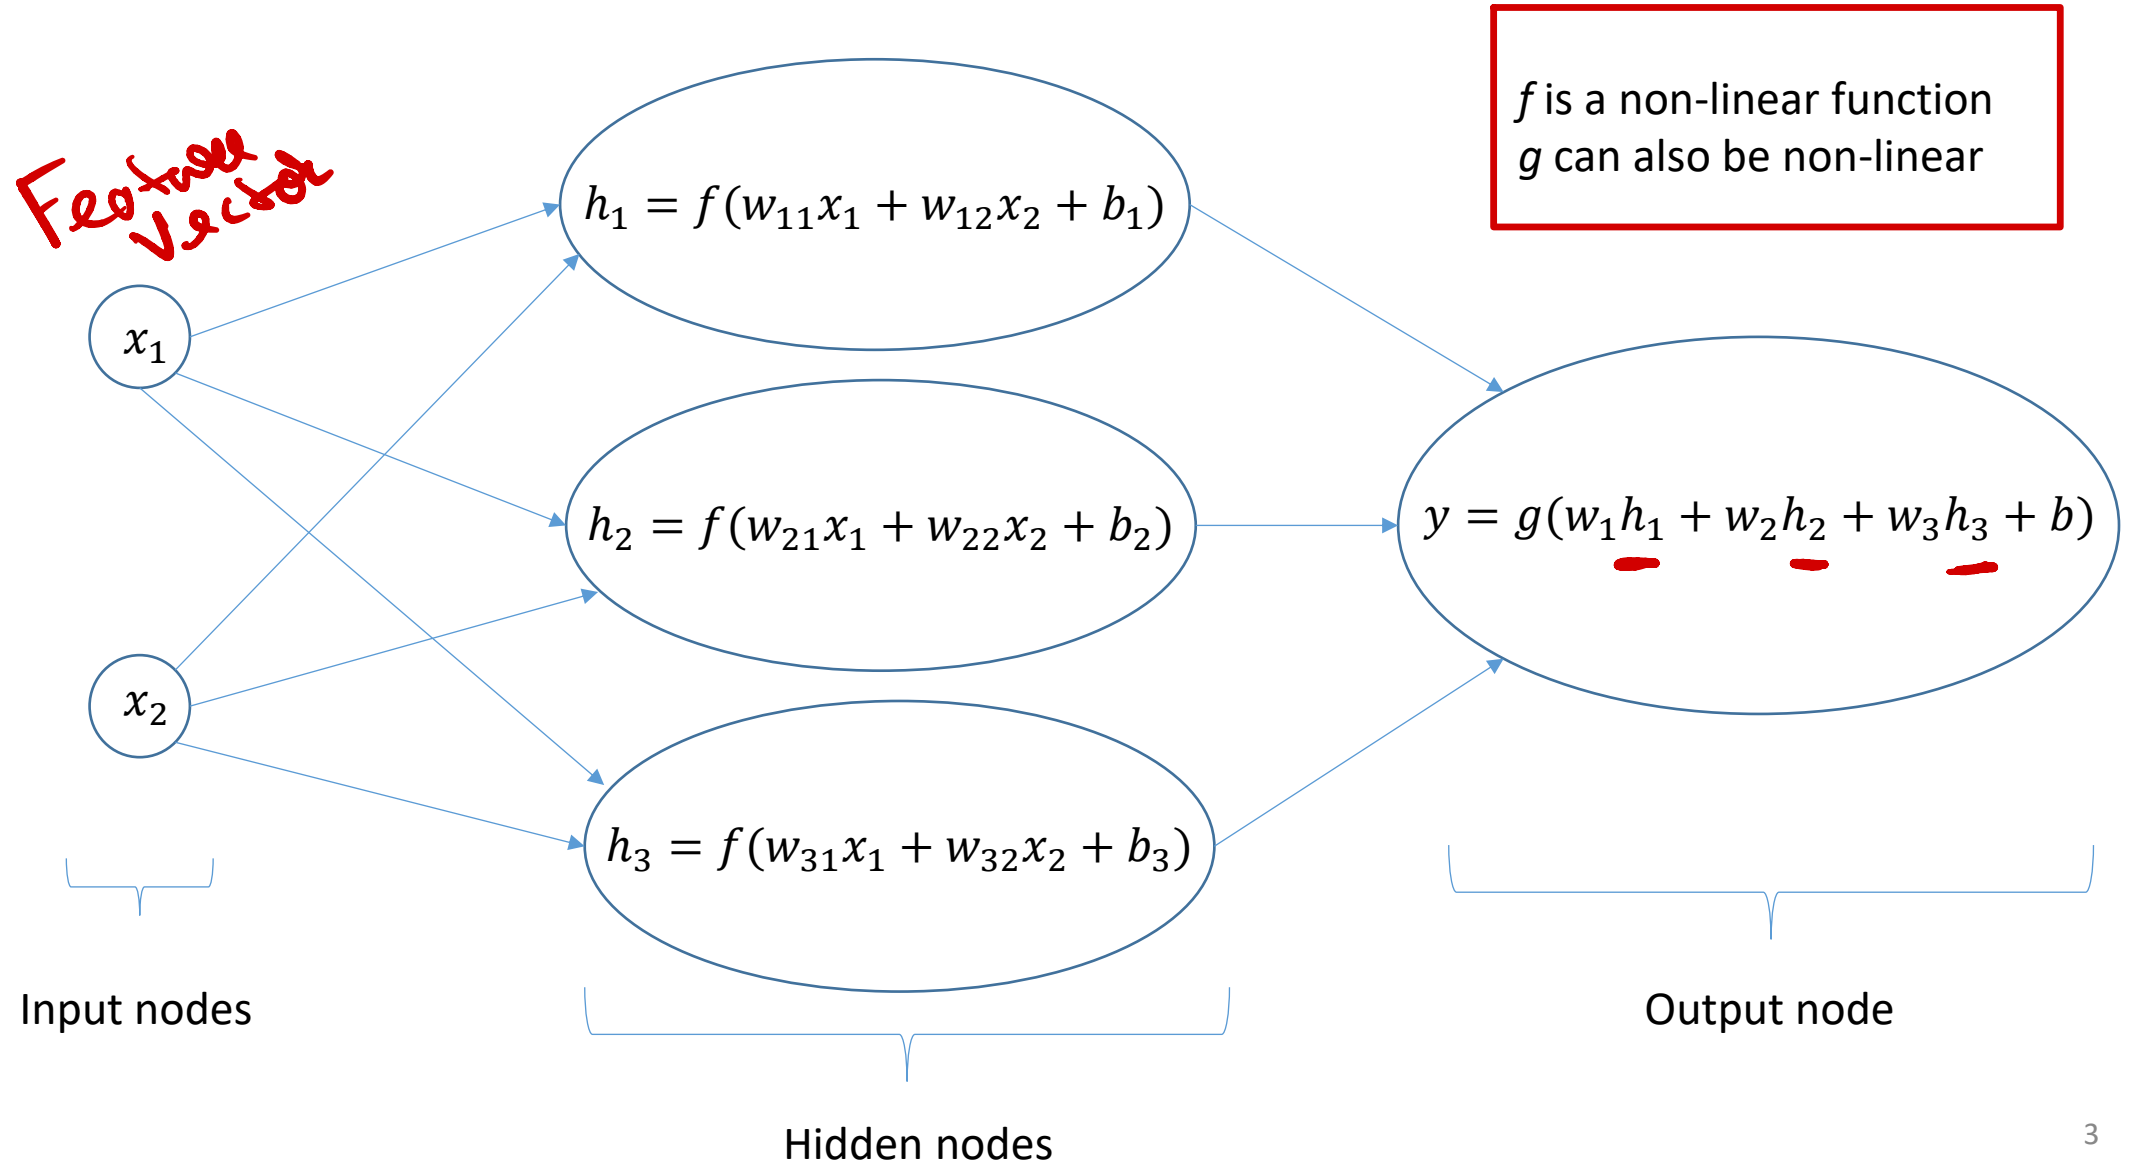 f is a non-linear function
g can also be non-linear
Feature
Vector
x₁
x₂
h₁ = f(w₁₁x₁ + w₁₂x₂ + b₁)
h₂ = f(w₂₁x₁ + w₂₂x₂ + b₂)
h₃ = f(w₃₁x₁ + w₃₂x₂ + b₃)
y = g(w₁h₁ + w₂h₂ + w₃h₃ + b)
Input nodes
Hidden nodes
Output node
3